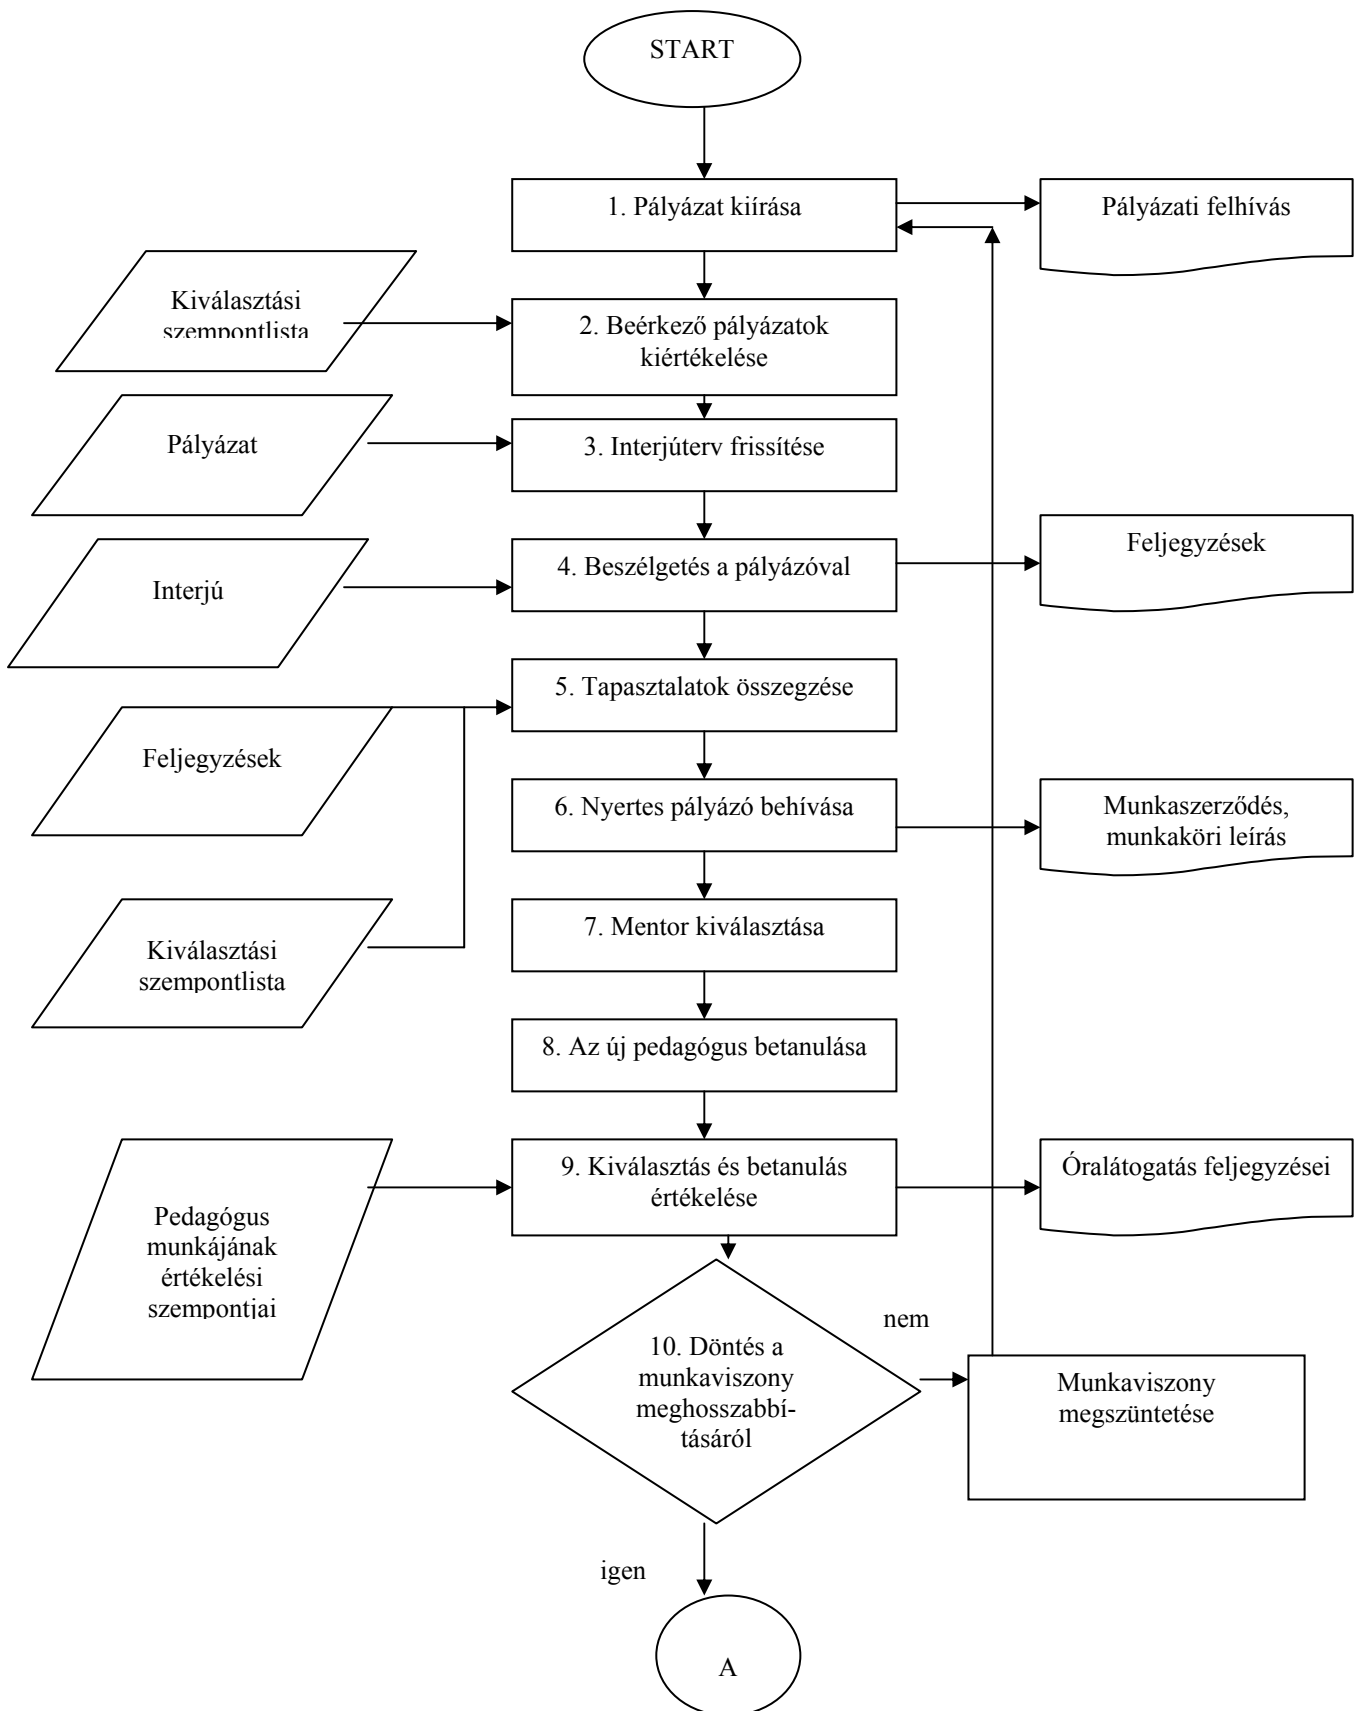 START
1. Pályázat kiírása
Pályázati felhívás
Kiválasztási
szempontlista
2. Beérkező pályázatok
kiértékelése
Pályázat
3. Interjúterv frissítése
Interjú
4. Beszélgetés a pályázóval
Feljegyzések
5. Tapasztalatok összegzése
Feljegyzések
6. Nyertes pályázó behívása
Munkaszerződés,
munkaköri leírás
7. Mentor kiválasztása
Kiválasztási
szempontlista
8. Az új pedagógus betanulása
9. Kiválasztás és betanulás
értékelése
Óralátogatás feljegyzései
Pedagógus
munkájának
értékelési
szempontjai
10. Döntés a
munkaviszony
meghosszabbí-
tásáról
nem
Munkaviszony
megszüntetése
igen
A